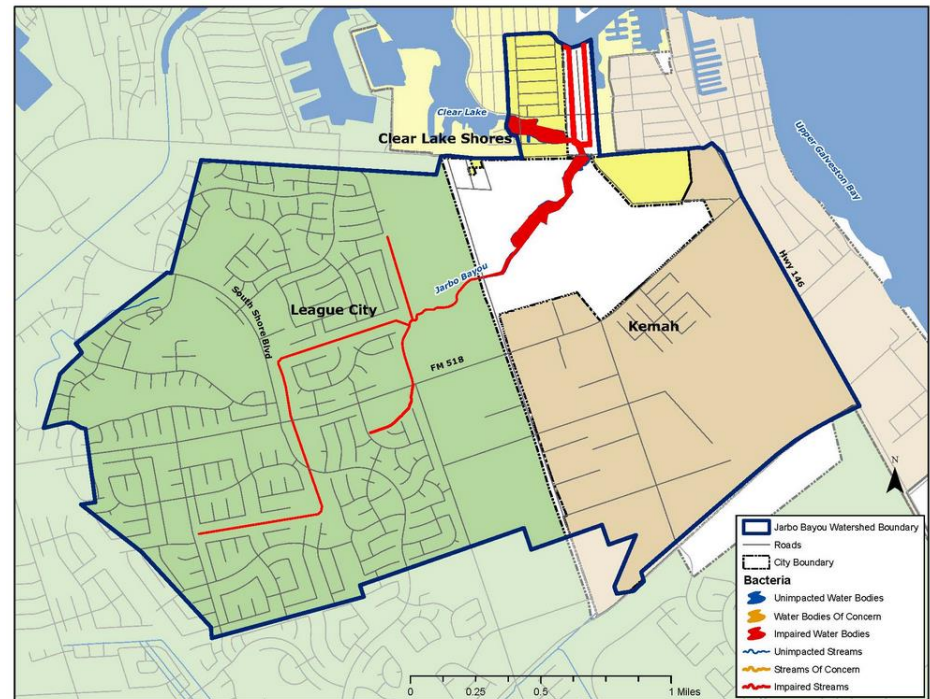 Clear Lake
Clear Lake Shores
Upper Galveston Bay
Jarbo Bayou
Hwy 146
South Shore Blvd
League City
Kemah
FM 518
N
Jarbo Bayou Watershed Boundary
Roads
City Boundary
Bacteria
Unimpacted Water Bodies
Water Bodies Of Concern
Impaired Water Bodies
Unimpacted Streams
Streams Of Concern
Impaired Streams
0 0.25 0.5 1 Miles